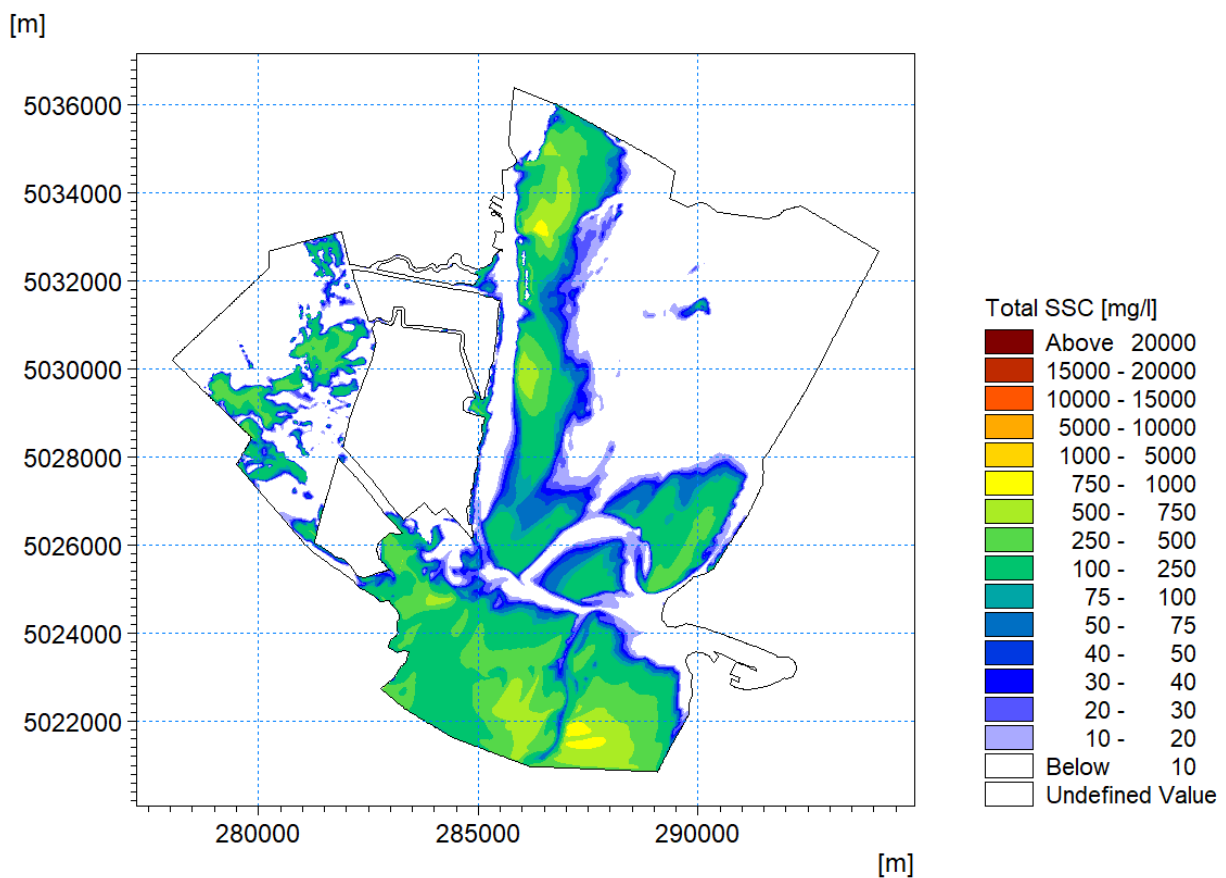 [m]
5036000
5034000
5032000
5030000
5028000
5026000
5024000
5022000
280000 285000 290000
[m]
Total SSC [mg/l]
Above 20000
15000 - 20000
10000 - 15000
5000 - 10000
1000 - 5000
750 - 1000
500 - 750
250 - 500
100 - 250
75 - 100
50 - 75
40 - 50
30 - 40
20 - 30
10 - 20
Below 10
Undefined Value